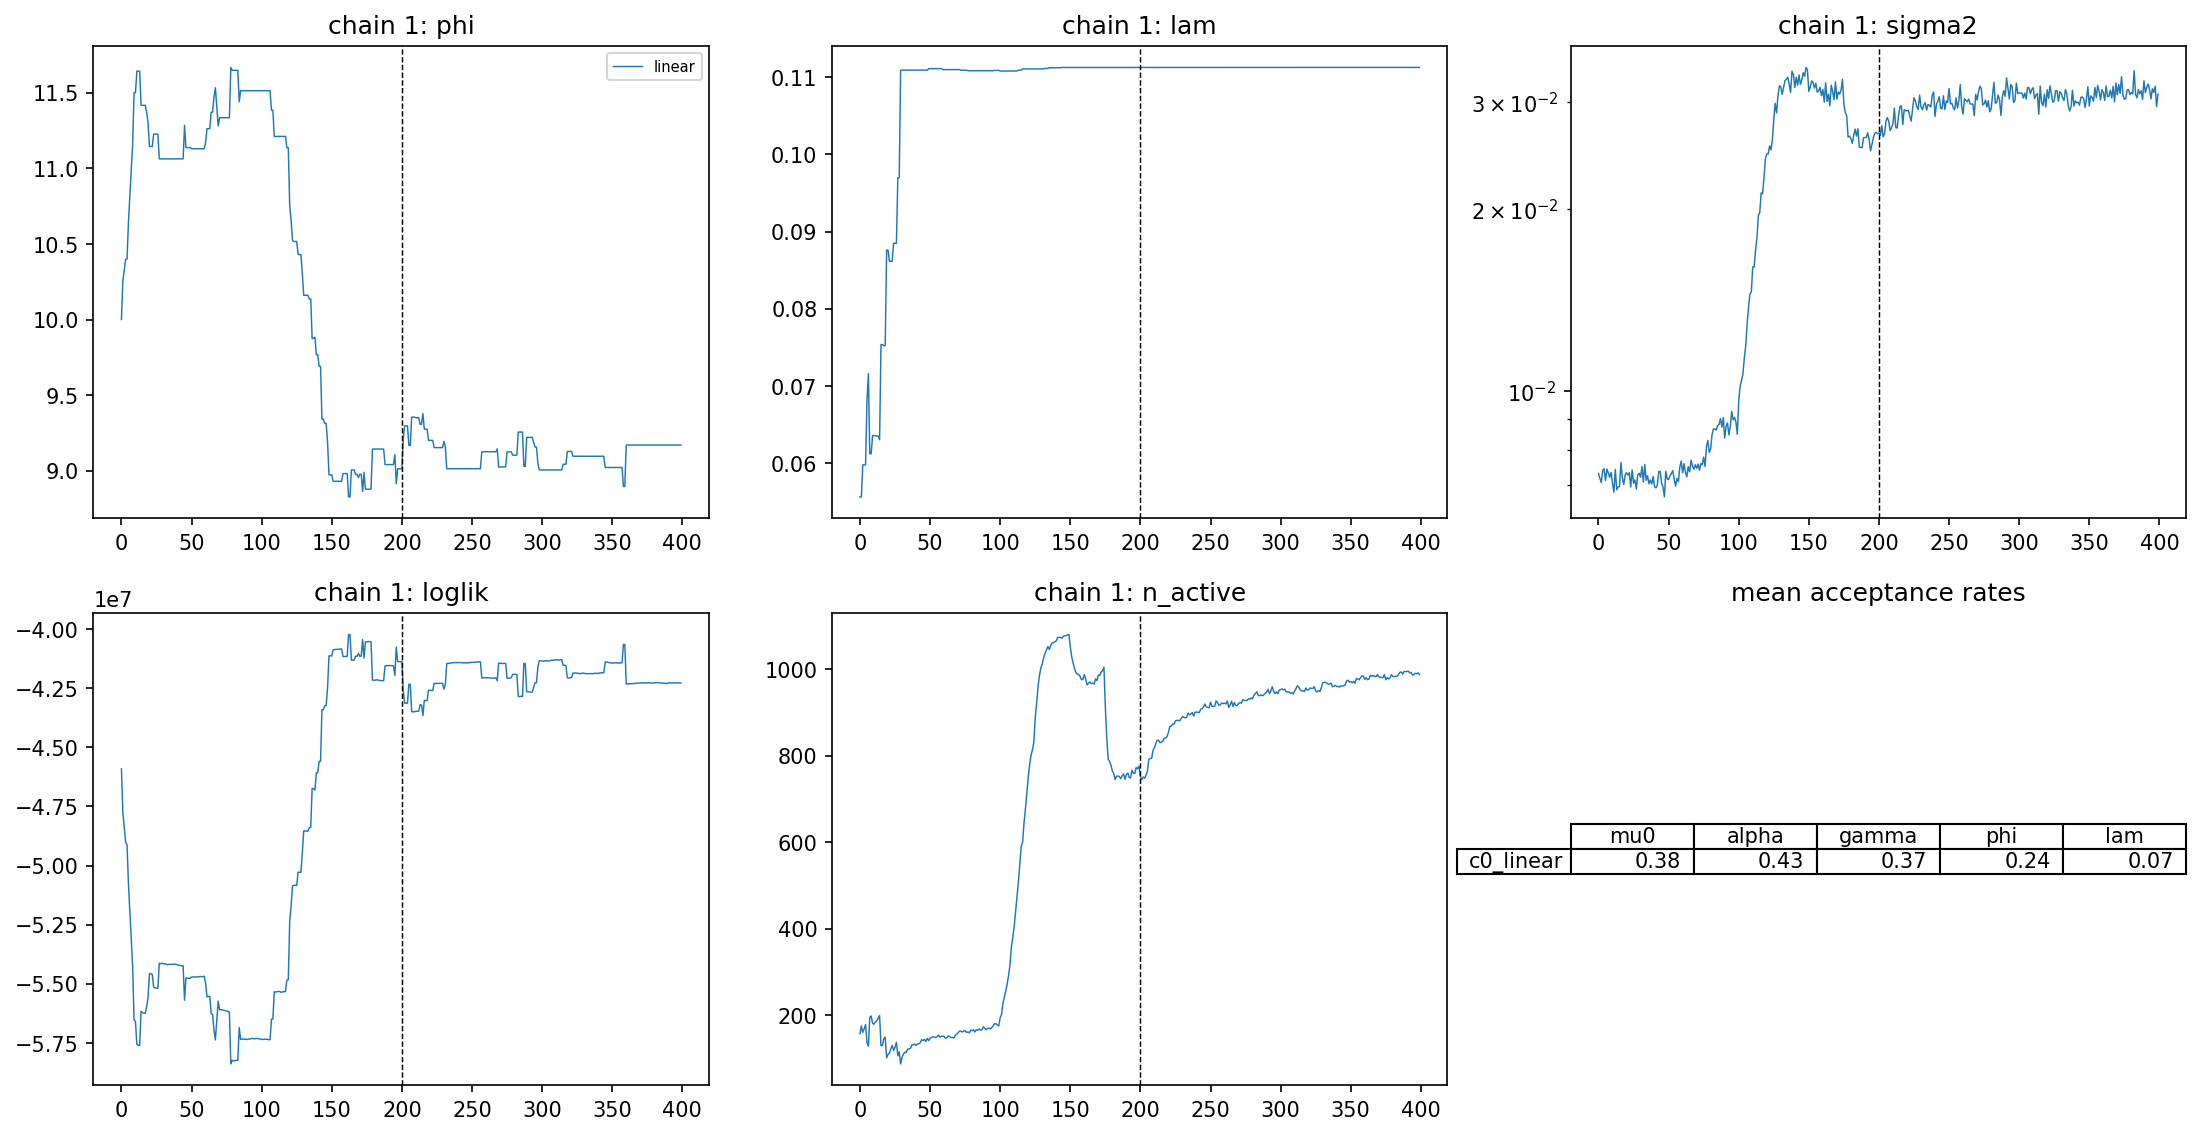 chain 1: phi
linear
11.5
11.0
10.5
10.0
9.5
9.0
0 50 100 150 200 250 300 350 400
chain 1: lam
0.11
0.10
0.09
0.08
0.07
0.06
0 50 100 150 200 250 300 350 400
chain 1: sigma2
3 × 10⁻²
2 × 10⁻²
10⁻²
0 50 100 150 200 250 300 350 400
chain 1: loglik
1e7
−4.00
−4.25
−4.50
−4.75
−5.00
−5.25
−5.50
−5.75
0 50 100 150 200 250 300 350 400
chain 1: n_active
1000
800
600
400
200
0 50 100 150 200 250 300 350 400
mean acceptance rates
mu0 alpha gamma phi lam
c0_linear 0.38 0.43 0.37 0.24 0.07